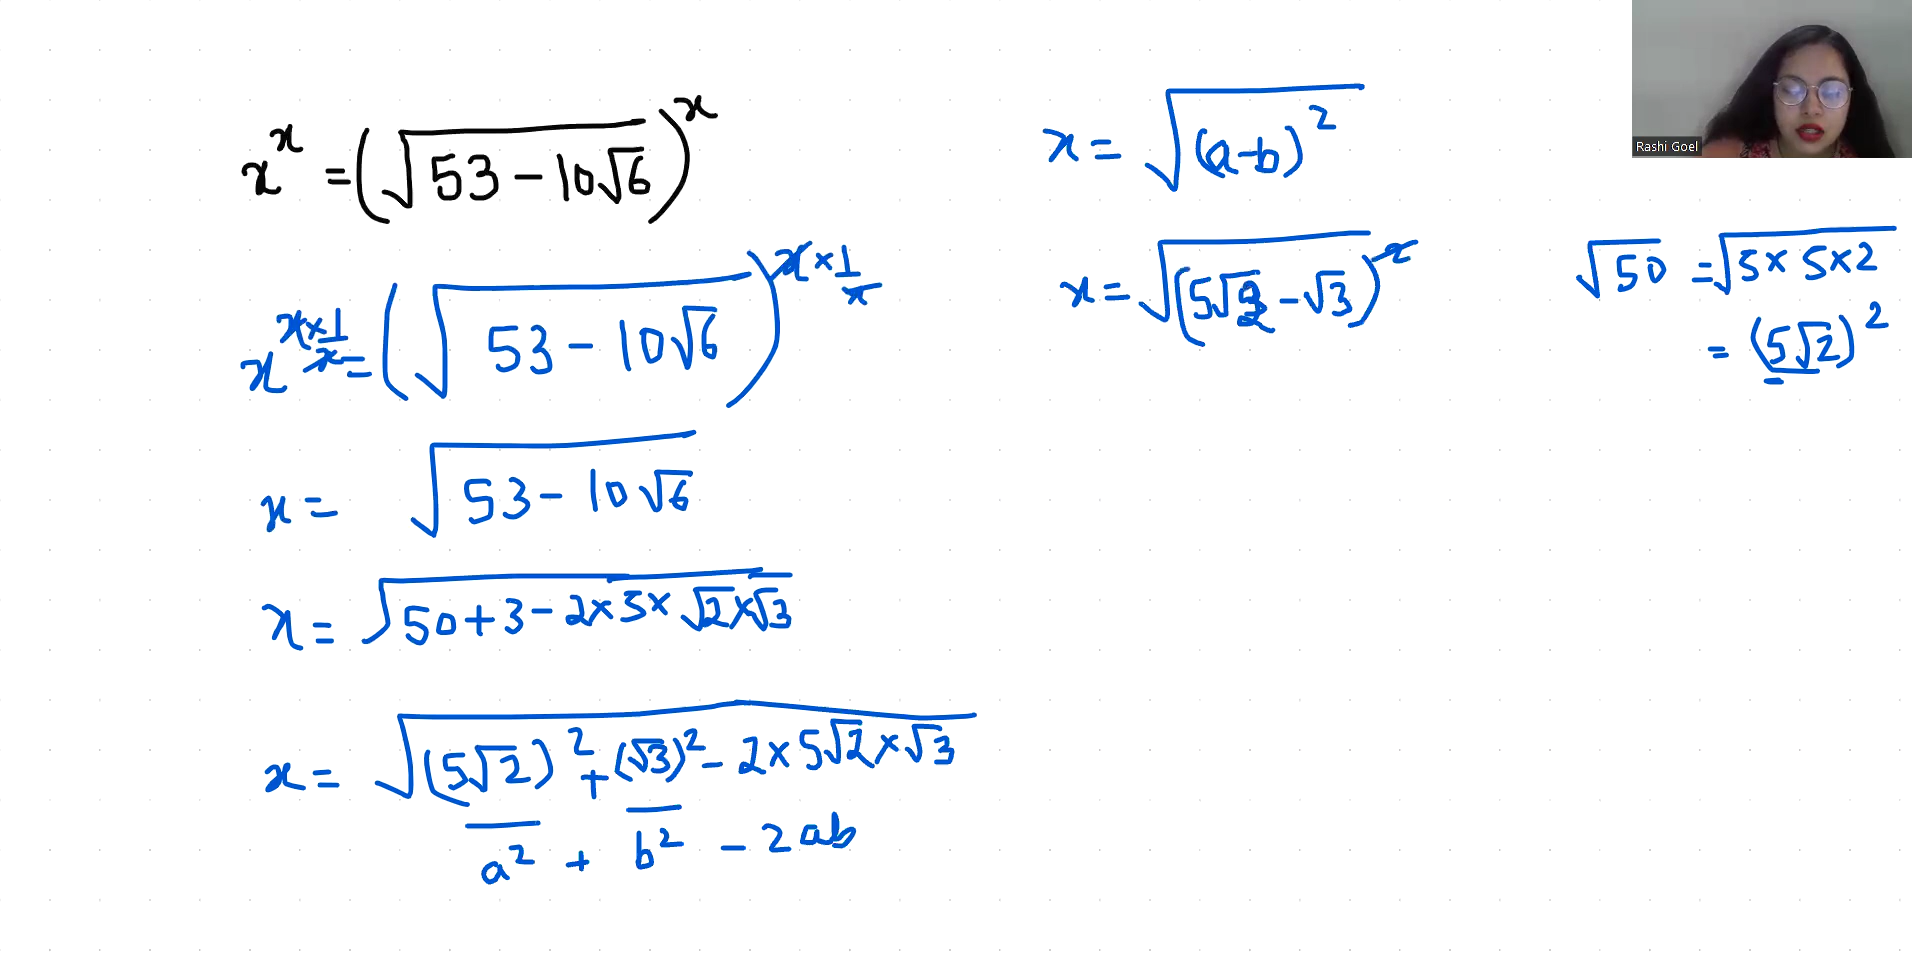 x^x = (√(53 - 10√6))^x
x^(x × 1/x) = (√(53 - 10√6))^(x × 1/x)
x = √(53 - 10√6)
x = √(50 + 3 - 2 × 5 × √2 × √3)
x = √((5√2)^2 + (√3)^2 - 2 × 5√2 × √3)
a^2 + b^2 - 2ab
x = √((a-b)^2)
x = √((5√2 - √3)^2)
√50 = √(5 × 5 × 2)
= (5√2)^2
Rashi Goel